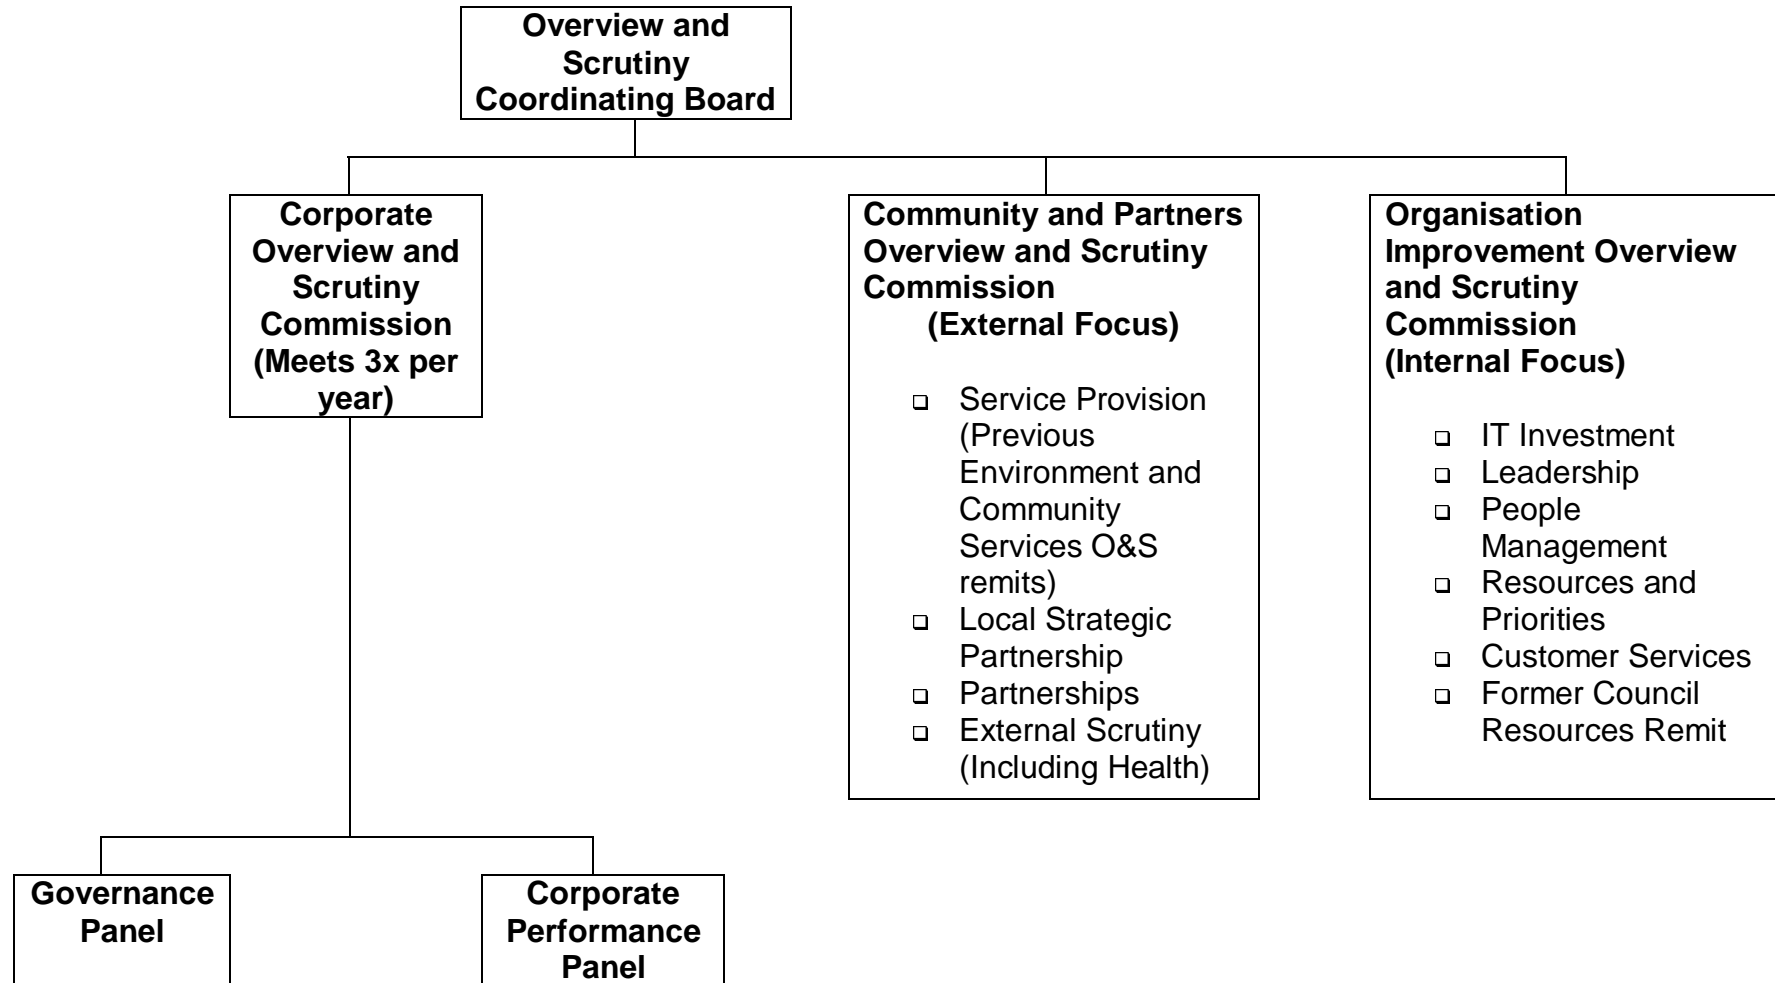 Overview and
Scrutiny
Coordinating Board
Corporate
Overview and
Scrutiny
Commission
(Meets 3x per
year)
Community and Partners
Overview and Scrutiny
Commission
(External Focus)
❑ Service Provision
(Previous
Environment and
Community
Services O&S
remits)
❑ Local Strategic
Partnership
❑ Partnerships
❑ External Scrutiny
(Including Health)
Organisation
Improvement Overview
and Scrutiny
Commission
(Internal Focus)
❑ IT Investment
❑ Leadership
❑ People
Management
❑ Resources and
Priorities
❑ Customer Services
❑ Former Council
Resources Remit
Governance
Panel
Corporate
Performance
Panel